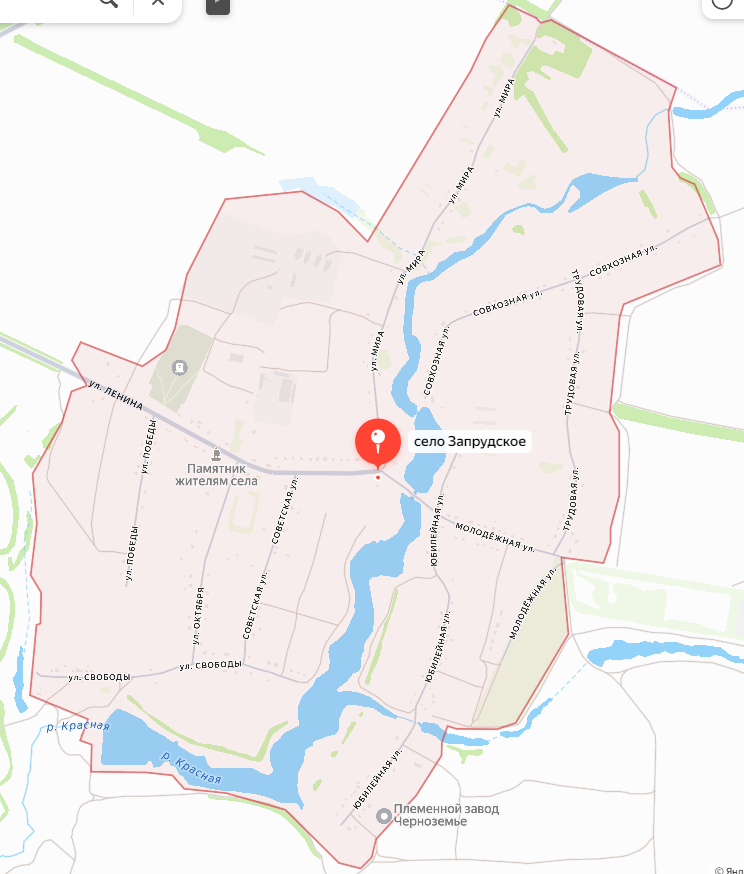 ул. МИРА
ул. МИРА
ул. МИРА
СОВХОЗНАЯ ул.
ТРУДОВАЯ ул.
СОВХОЗНАЯ ул.
ул. МИРА
СОВХОЗНАЯ ул.
ТРУДОВАЯ ул.
ул. ЛЕНИНА
село Запрудское
ул. ПОБЕДЫ
Памятник
жителям села
СОВЕТСКАЯ ул.
ТРУДОВАЯ ул.
ЮБИЛЕЙНАЯ ул.
МОЛОДЁЖНАЯ ул.
ул. ПОБЕДЫ
ул. ОКТЯБРЯ
СОВЕТСКАЯ ул.
МОЛОДЁЖНАЯ ул.
ЮБИЛЕЙНАЯ ул.
ул. СВОБОДЫ
ул. СВОБОДЫ
р. Красная
р. Красная
ЮБИЛЕЙНАЯ ул.
Племенной завод
Черноземье
© Янд